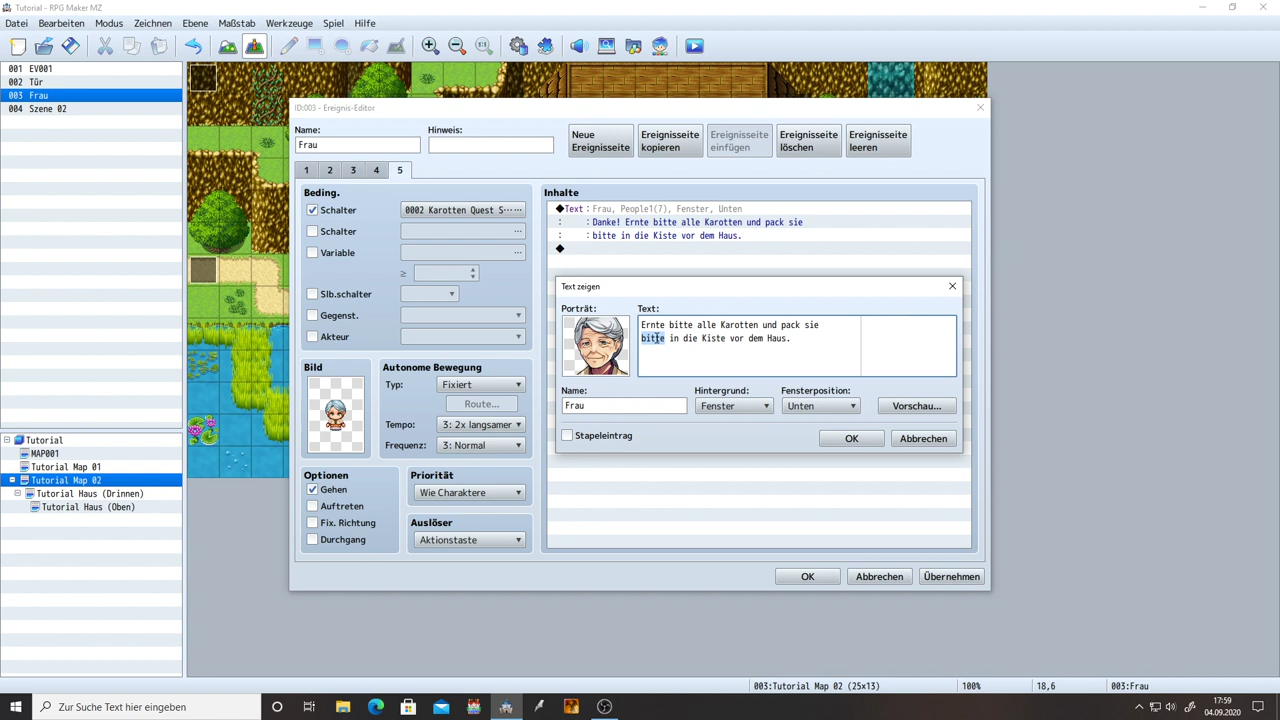 Tutorial - RPG Maker MZ
Datei Bearbeiten Modus Zeichnen Ebene Maßstab Werkzeuge Spiel Hilfe
001 EV001
002 Tür
003 Frau
004 Szene 02
ID:003 - Ereignis-Editor
Name: Hinweis:
Frau
Neue Ereignisseite
Ereignisseite kopieren
Ereignisseite einfügen
Ereignisseite löschen
Ereignisseite leeren
1 2 3 4 5
Beding.
Schalter 0002 Karotten Quest S... ...
Schalter ...
Variable ...
≥
Slb.schalter
Gegenst.
Akteur
Bild
Autonome Bewegung
Typ: Fixiert
Route...
Tempo: 3: 2x langsamer
Frequenz: 3: Normal
Optionen
Gehen
Auftreten
Fix. Richtung
Durchgang
Priorität
Wie Charaktere
Auslöser
Aktionstaste
Inhalte
◆Text：Frau, People1(7), Fenster, Unten
:    ：Danke! Ernte bitte alle Karotten und pack sie
:    ：bitte in die Kiste vor dem Haus.
◆
Text zeigen
Porträt: Text:
Ernte bitte alle Karotten und pack sie
bitte in die Kiste vor dem Haus.
Name: Hintergrund: Fensterposition:
Frau Fenster Unten Vorschau...
Stapeleintrag OK Abbrechen
OK Abbrechen Übernehmen
Tutorial
MAP001
Tutorial Map 01
Tutorial Map 02
Tutorial Haus (Drinnen)
Tutorial Haus (Oben)
003:Tutorial Map 02 (25×13) 100% 18,6 003:Frau
Zur Suche Text hier eingeben
17:59
04.09.2020